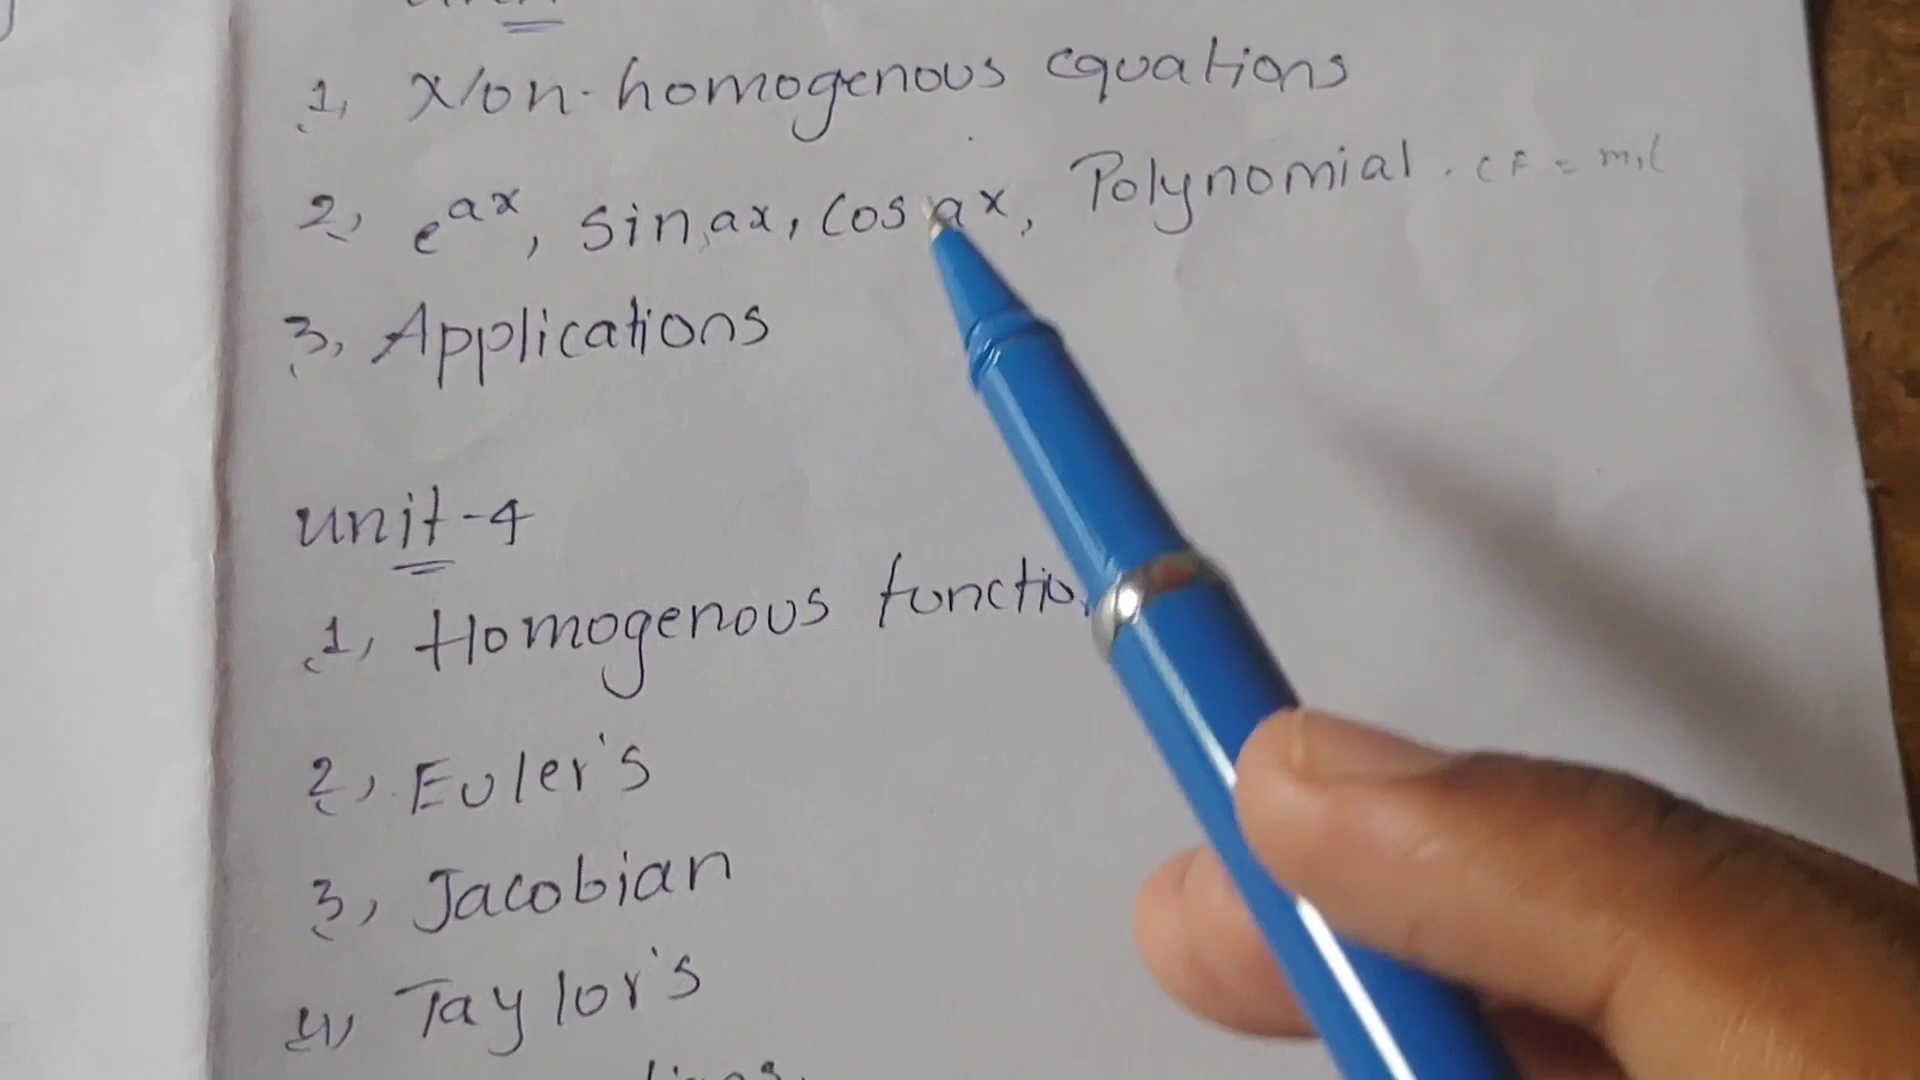 1, Non-homogenous equations
2, e^ax, sin ax, cos ax, Polynomial. CF = m,
3, Applications
Unit-4
1, Homogenous functio
2, Euler's
3, Jacobian
4, Taylor's